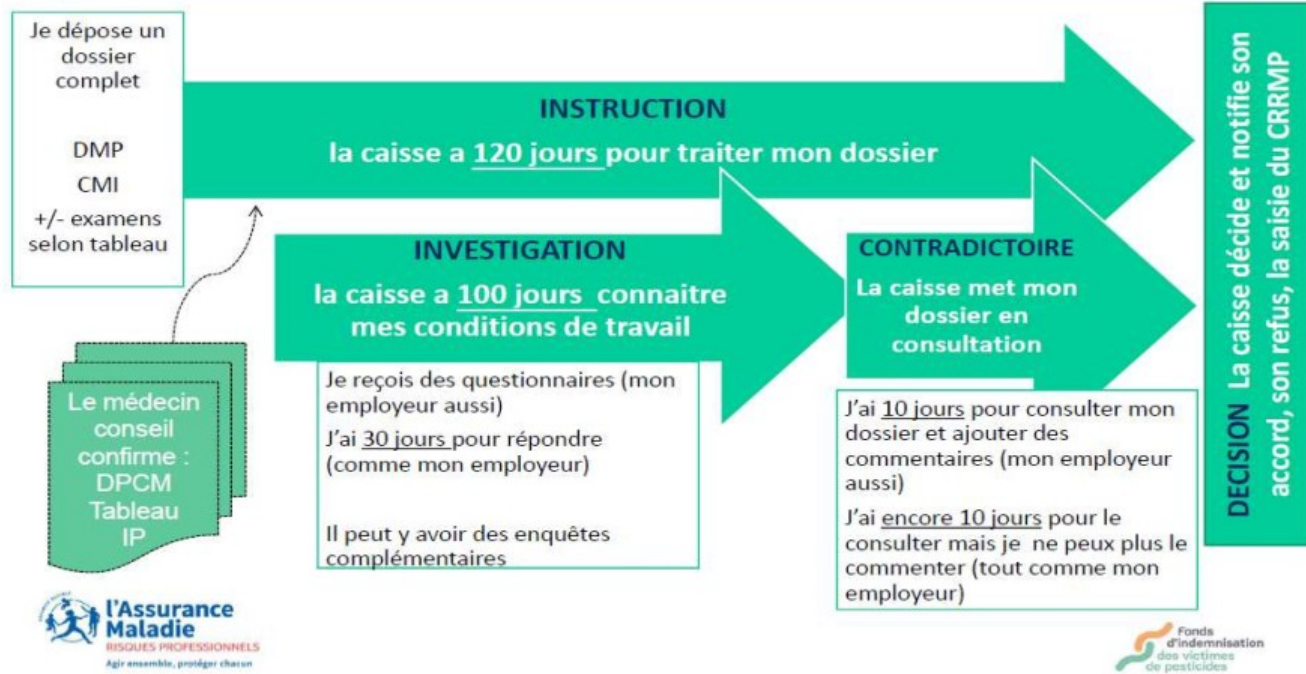 Je dépose un
dossier
complet
DMP
CMI
+/- examens
selon tableau
INSTRUCTION
la caisse a 120 jours pour traiter mon dossier
INVESTIGATION
la caisse a 100 jours connaitre
mes conditions de travail
CONTRADICTOIRE
La caisse met mon
dossier en
consultation
Le médecin
conseil
confirme :
DPCM
Tableau
IP
Je reçois des questionnaires (mon
employeur aussi)
J'ai 30 jours pour répondre
(comme mon employeur)
Il peut y avoir des enquêtes
complémentaires
J'ai 10 jours pour consulter mon
dossier et ajouter des
commentaires (mon employeur
aussi)
J'ai encore 10 jours pour le
consulter mais je ne peux plus le
commenter (tout comme mon
employeur)
DECISION La caisse décide et notifie son
accord, son refus, la saisie du CRRMP
l'Assurance
Maladie
RISQUES PROFESSIONNELS
Agir ensemble, protéger chacun
Fonds
d'indemnisation
des victimes
de pesticides